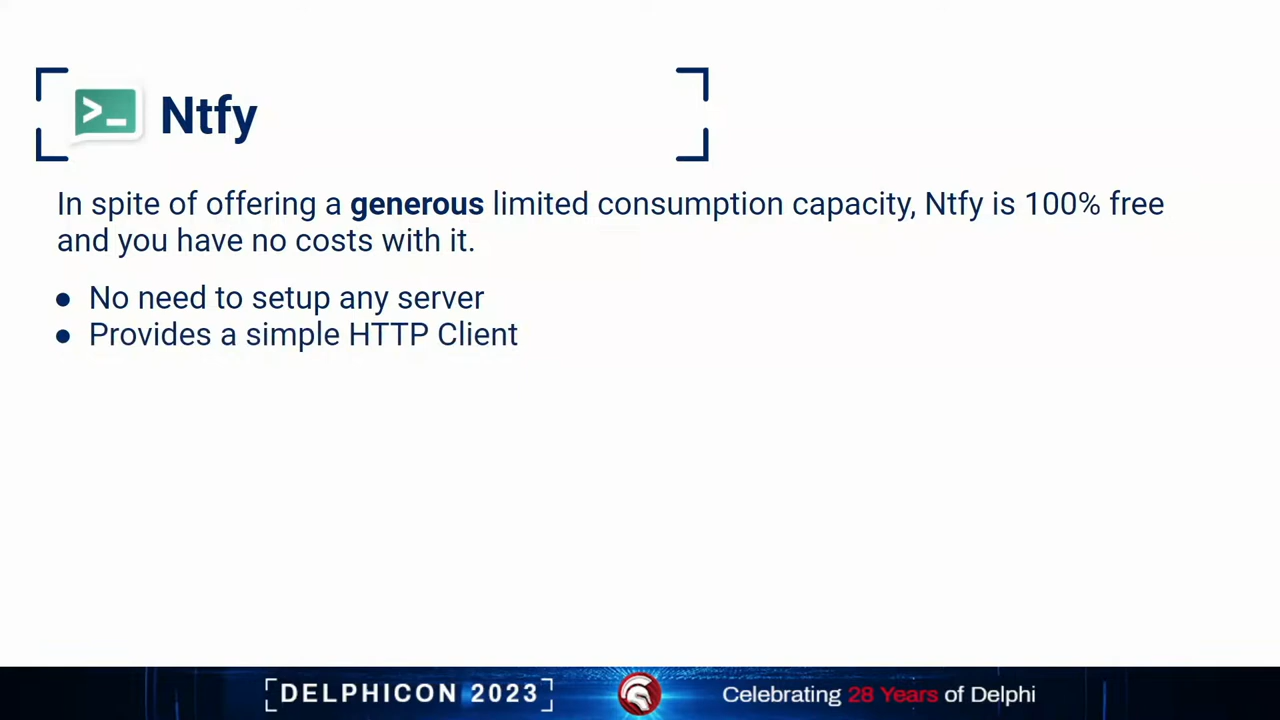 >_ Ntfy
In spite of offering a generous limited consumption capacity, Ntfy is 100% free
and you have no costs with it.
● No need to setup any server
● Provides a simple HTTP Client
[DELPHICON 2023]
Celebrating 28 Years of Delphi